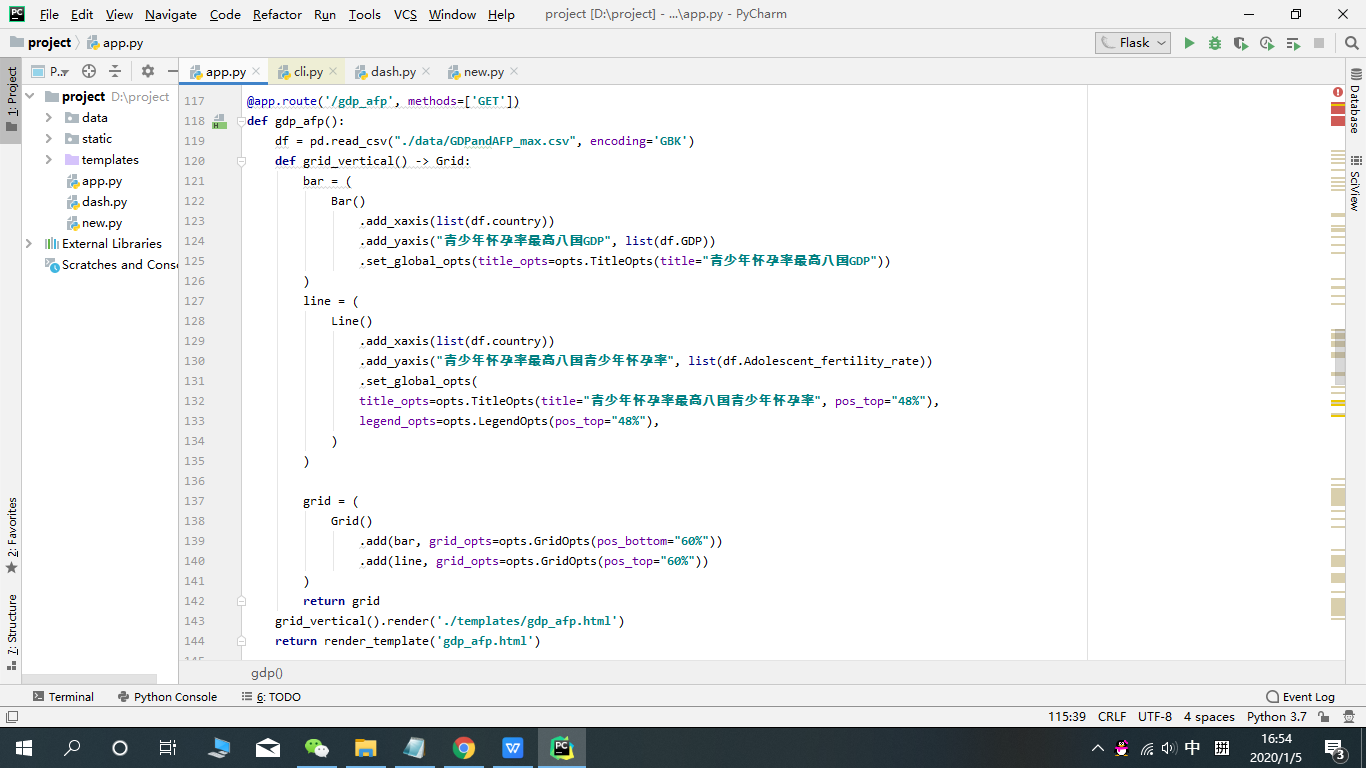 File Edit View Navigate Code Refactor Run Tools VCS Window Help project [D:\project] - ...\app.py - PyCharm
project app.py Flask
1: Project P.. app.py cli.py dash.py new.py
project D:\project
data
static
templates
app.py
dash.py
new.py
External Libraries
Scratches and Conso
117 @app.route('/gdp_afp', methods=['GET'])
118 def gdp_afp():
119 df = pd.read_csv("./data/GDPandAFP_max.csv", encoding='GBK')
120 def grid_vertical() -> Grid:
121 bar = (
122 Bar()
123 .add_xaxis(list(df.country))
124 .add_yaxis("青少年怀孕率最高八国GDP", list(df.GDP))
125 .set_global_opts(title_opts=opts.TitleOpts(title="青少年怀孕率最高八国GDP"))
126 )
127 line = (
128 Line()
129 .add_xaxis(list(df.country))
130 .add_yaxis("青少年怀孕率最高八国青少年怀孕率", list(df.Adolescent_fertility_rate))
131 .set_global_opts(
132 title_opts=opts.TitleOpts(title="青少年怀孕率最高八国青少年怀孕率", pos_top="48%"),
133 legend_opts=opts.LegendOpts(pos_top="48%"),
134 )
135 )
136
137 grid = (
138 Grid()
139 .add(bar, grid_opts=opts.GridOpts(pos_bottom="60%"))
140 .add(line, grid_opts=opts.GridOpts(pos_top="60%"))
141 )
142 return grid
143 grid_vertical().render('./templates/gdp_afp.html')
144 return render_template('gdp_afp.html')
gdp()
Database
SciView
2: Favorites
7: Structure
Terminal Python Console 6: TODO Event Log
115:39 CRLF UTF-8 4 spaces Python 3.7
中 拼 16:54
2020/1/5
3